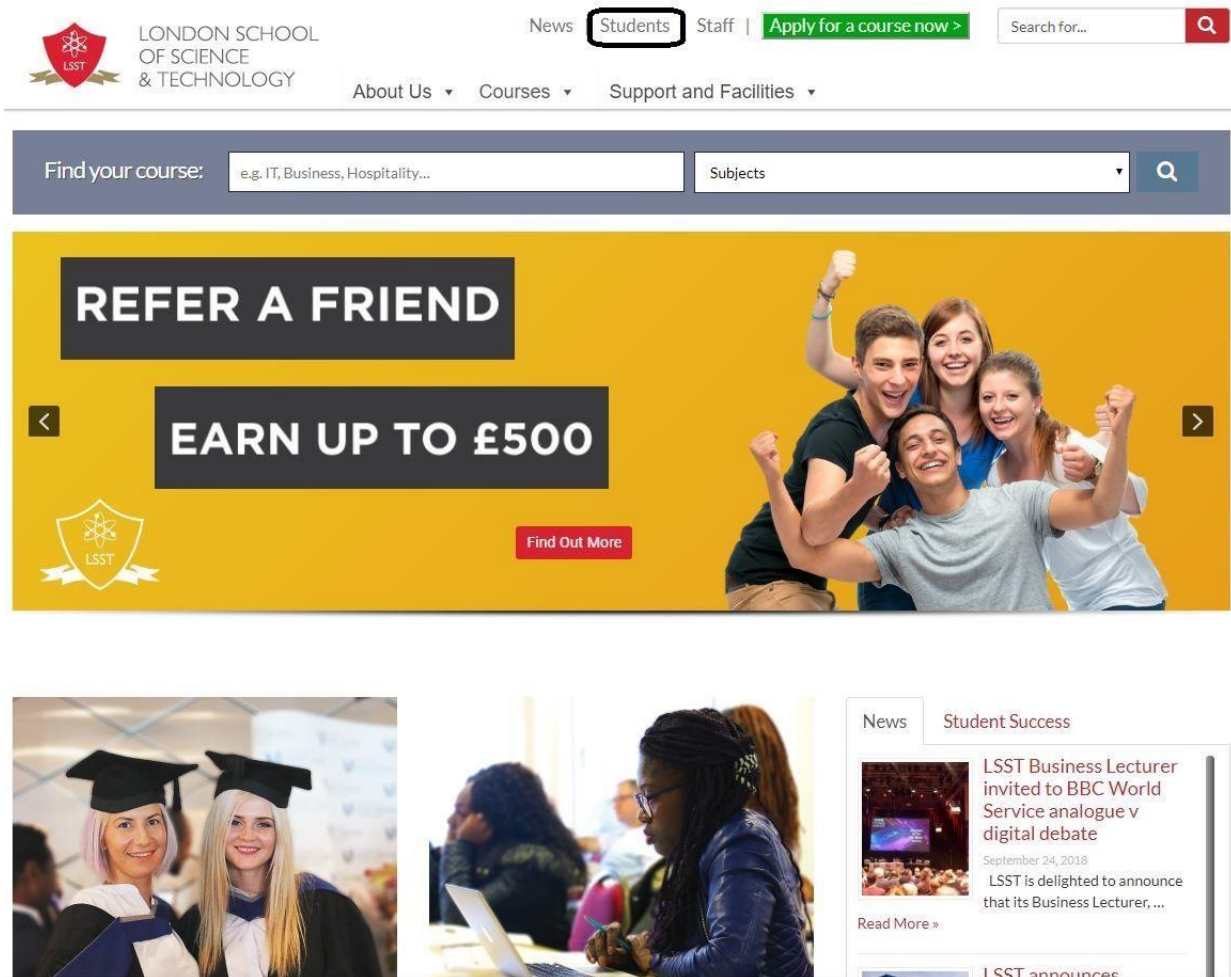 LSST
LONDON SCHOOL
OF SCIENCE
& TECHNOLOGY
News | Students Staff | Apply for a course now >
Search for...
About Us Courses Support and Facilities
Find your course:
e.g. IT, Business, Hospitality...
Subjects
REFER A FRIEND
EARN UP TO £500
LSST
Find Out More
News
Student Success
LSST Business Lecturer
invited to BBC World
Service analogue v
digital debate
September 24, 2018
LSST is delighted to announce
that its Business Lecturer, ...
Read More »
LSST announces